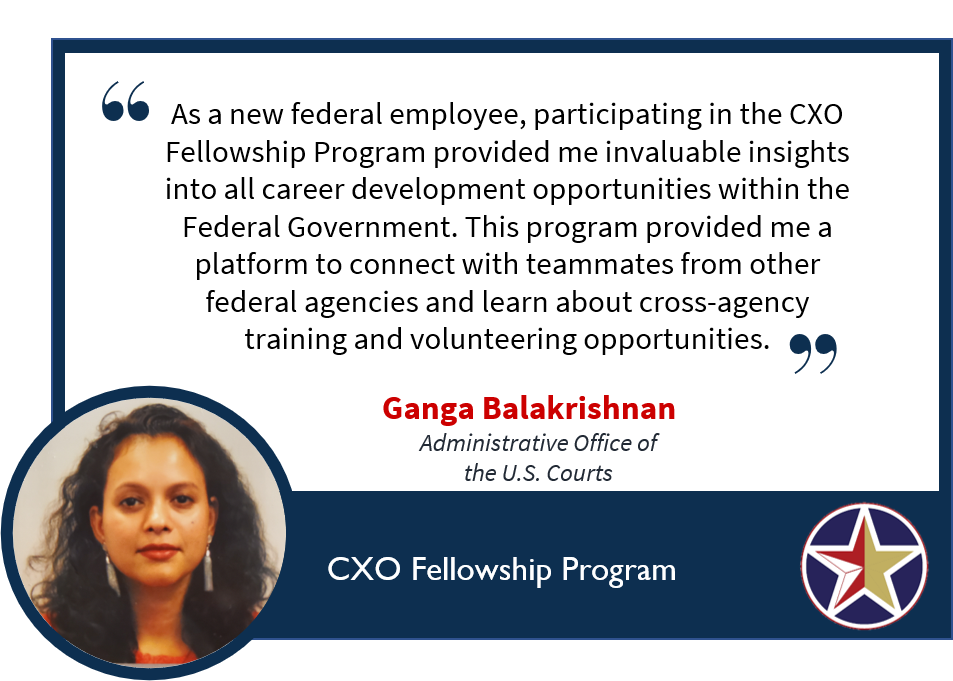 “ As a new federal employee, participating in the CXO
Fellowship Program provided me invaluable insights
into all career development opportunities within the
Federal Government. This program provided me a
platform to connect with teammates from other
federal agencies and learn about cross-agency
training and volunteering opportunities. ”
Ganga Balakrishnan
Administrative Office of
the U.S. Courts
CXO Fellowship Program